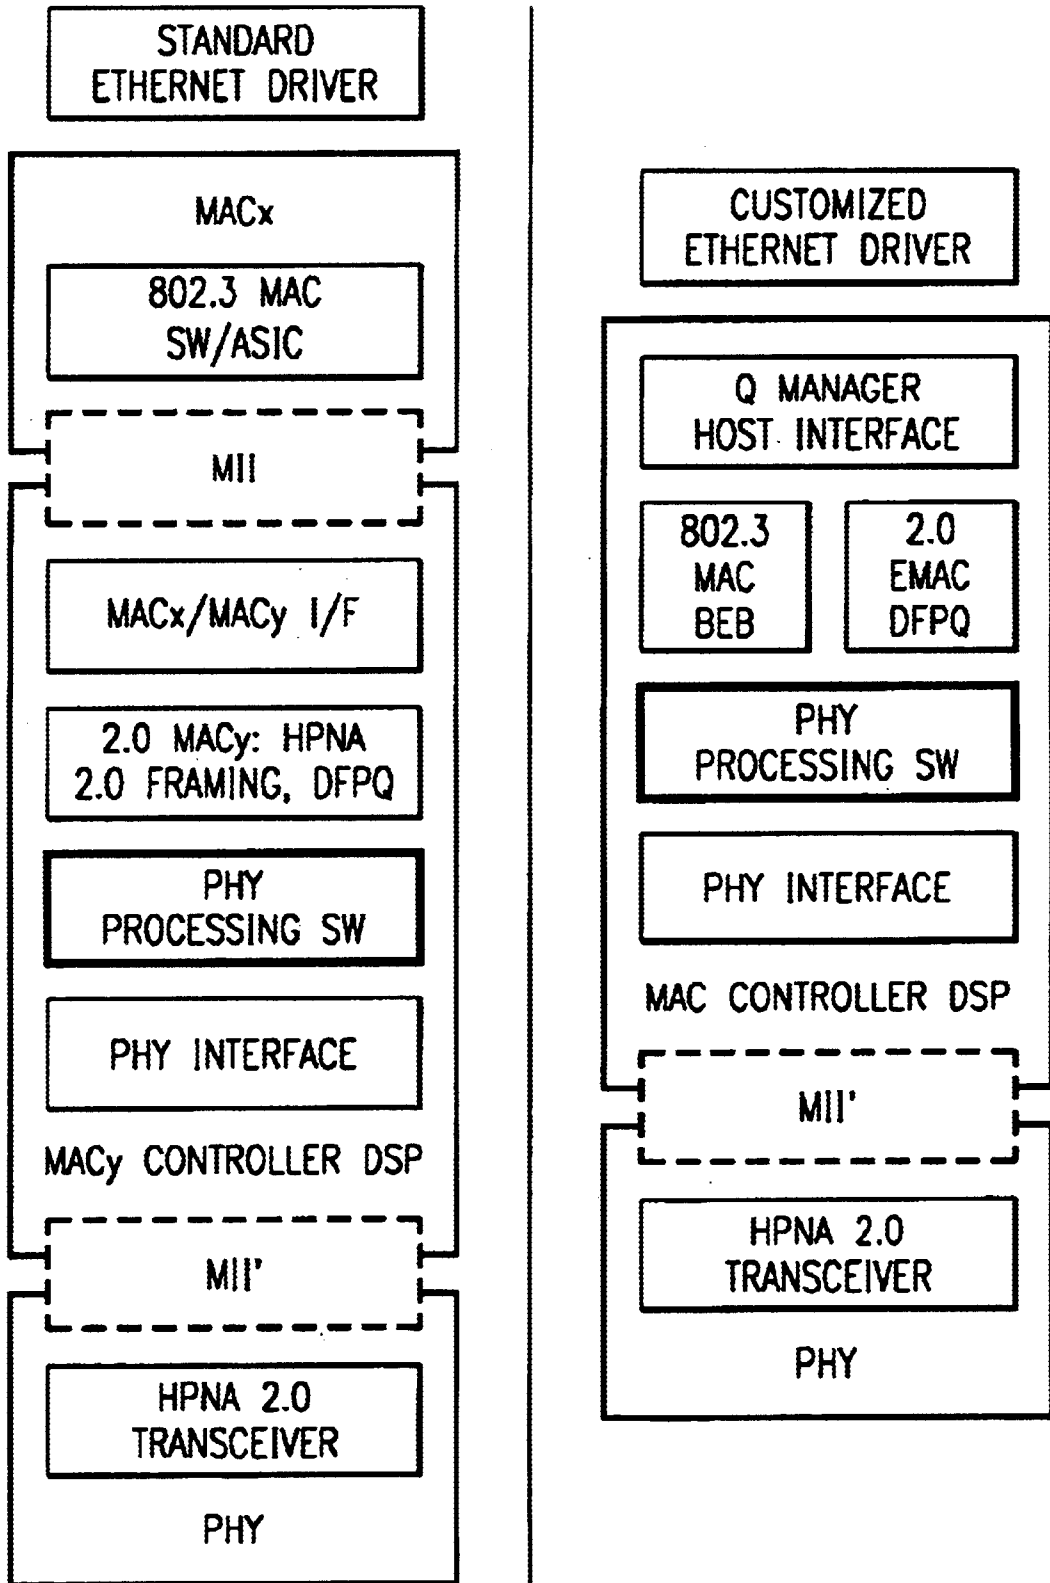 STANDARD
ETHERNET DRIVER
MACx
802.3 MAC
SW/ASIC
MII
MACx/MACy I/F
2.0 MACy: HPNA
2.0 FRAMING, DFPQ
PHY
PROCESSING SW
PHY INTERFACE
MACy CONTROLLER DSP
MII'
HPNA 2.0
TRANSCEIVER
PHY
CUSTOMIZED
ETHERNET DRIVER
Q MANAGER
HOST INTERFACE
802.3
MAC
BEB
2.0
EMAC
DFPQ
PHY
PROCESSING SW
PHY INTERFACE
MAC CONTROLLER DSP
MII'
HPNA 2.0
TRANSCEIVER
PHY